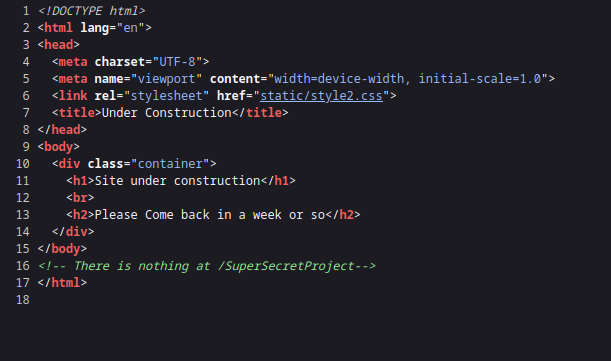 1 <!DOCTYPE html>
2 <html lang="en">
3 <head>
4   <meta charset="UTF-8">
5   <meta name="viewport" content="width=device-width, initial-scale=1.0">
6   <link rel="stylesheet" href="static/style2.css">
7   <title>Under Construction</title>
8 </head>
9 <body>
10   <div class="container">
11     <h1>Site under construction</h1>
12     <br>
13     <h2>Please Come back in a week or so</h2>
14   </div>
15 </body>
16 <!-- There is nothing at /SuperSecretProject-->
17 </html>
18